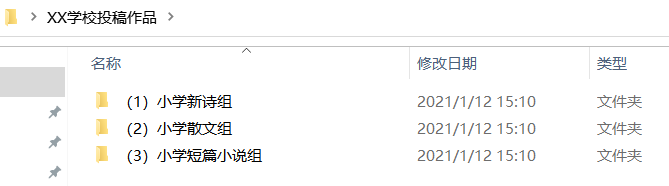 XX学校投稿作品
名称 修改日期 类型
（1）小学新诗组 2021/1/12 15:10 文件夹
（2）小学散文组 2021/1/12 15:10 文件夹
（3）小学短篇小说组 2021/1/12 15:10 文件夹